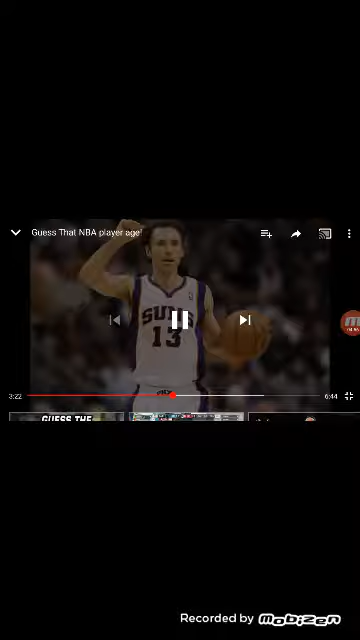 Guess That NBA player age!
SUNS
13
3:22
6:44
GUESS THE
Recorded by mobizen